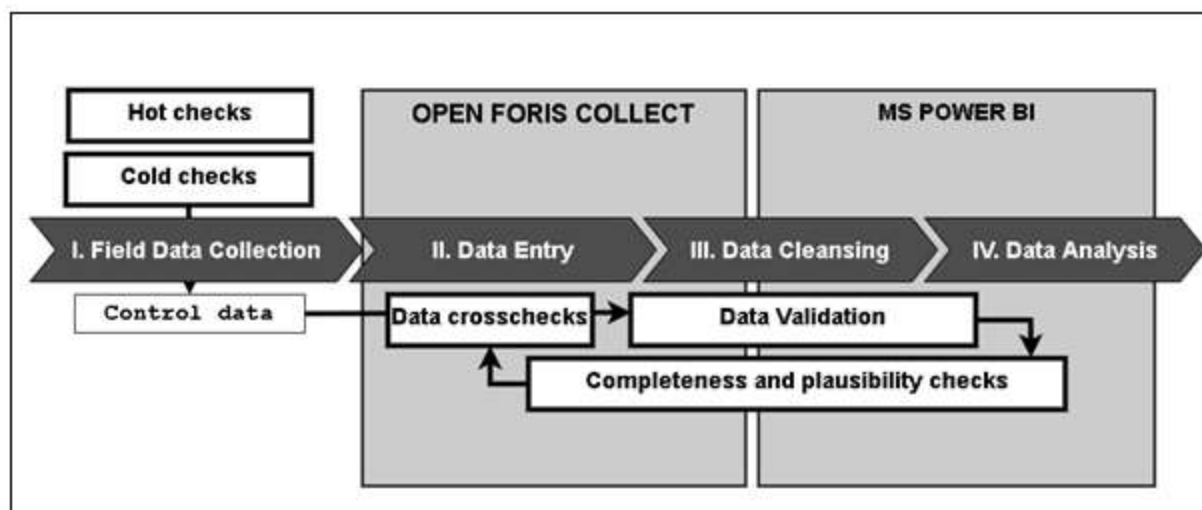 Hot checks
Cold checks
OPEN FORIS COLLECT
MS POWER BI
I. Field Data Collection
II. Data Entry
III. Data Cleansing
IV. Data Analysis
Control data
Data crosschecks
Data Validation
Completeness and plausibility checks